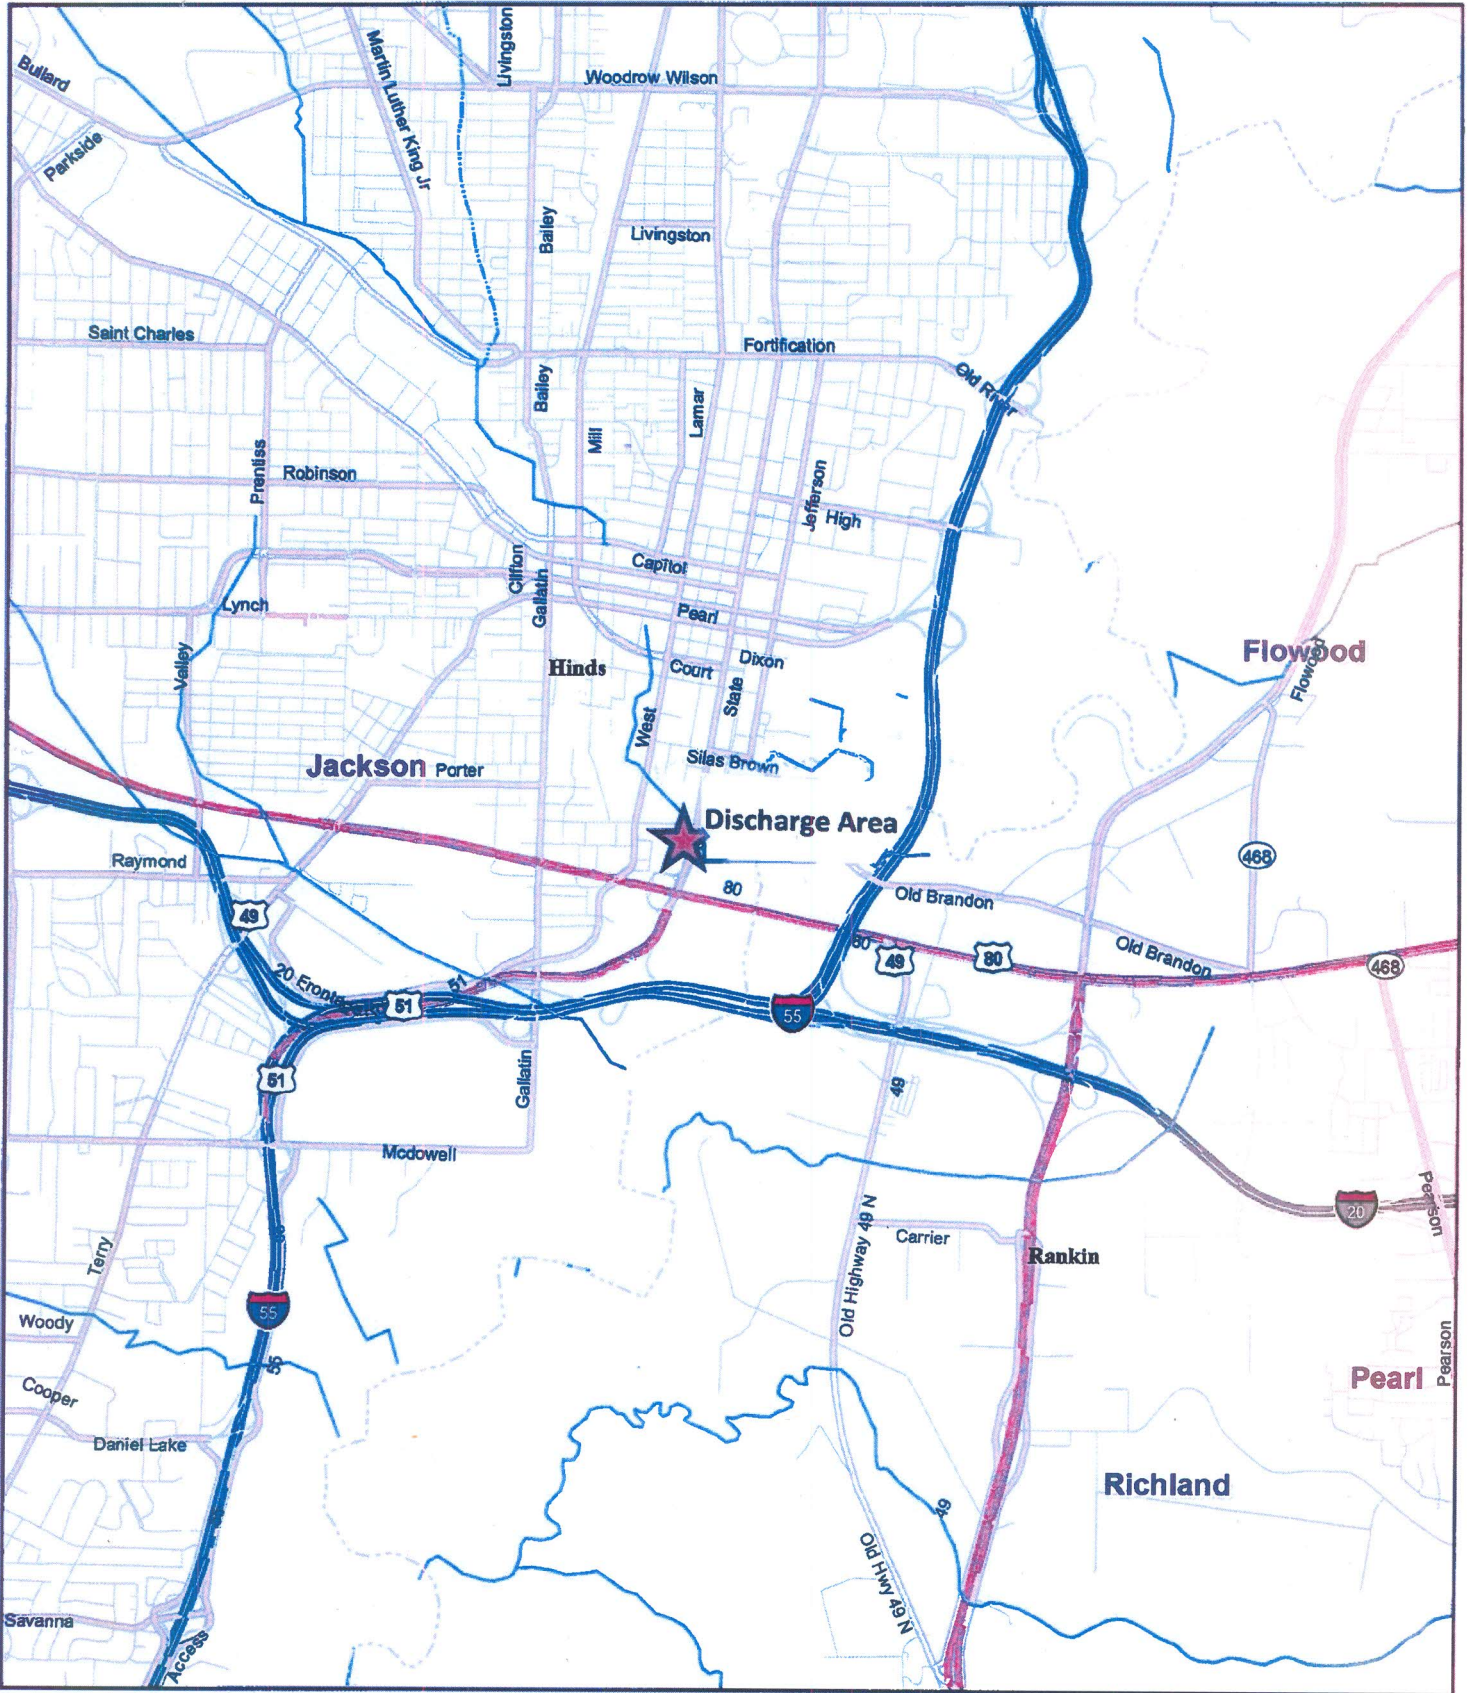 Bullard
Parkside
Martin Luther King Jr
Livingston
Woodrow Wilson
Bailey
Livingston
Saint Charles
Fortification
Old River
Bailey
Mill
Lamar
Prentiss
Robinson
Jefferson
High
Clifton
Gallatin
Capitol
Lynch
Pearl
Valley
Hinds
Court
Dixon
State
West
Flowood
Flowood
Jackson
Porter
Silas Brown
Discharge Area
Raymond
468
80
Old Brandon
49
80
49
80
Old Brandon
468
51
51
55
51
Gallatin
49
Mcdowell
Pearson
20
Terry
Old Highway 49 N
Carrier
Rankin
55
Woody
55
Cooper
Pearl
Pearson
Daniel Lake
Richland
49
Old Hwy 49 N
Savanna
Access